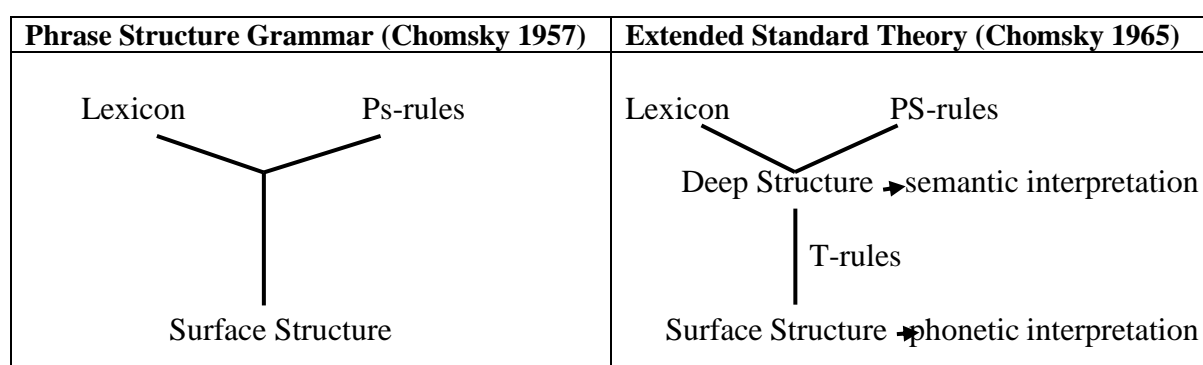 Phrase Structure Grammar (Chomsky 1957) Extended Standard Theory (Chomsky 1965)
Lexicon Ps-rules Lexicon PS-rules
Deep Structure semantic interpretation
T-rules
Surface Structure Surface Structure phonetic interpretation